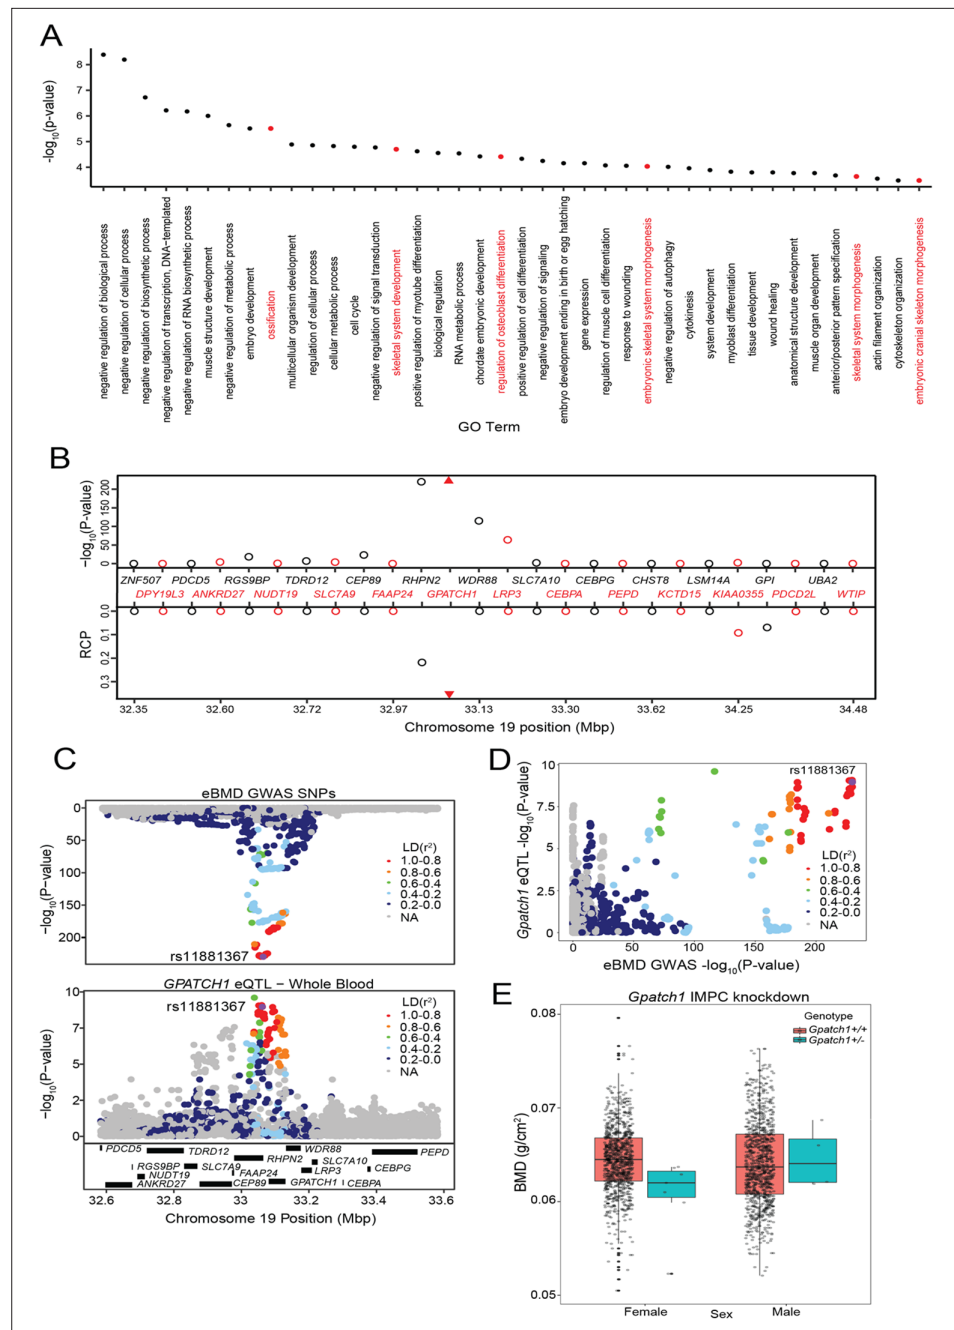 A
-log10(p-value)
8
7
6
5
4
negative regulation of biological process
negative regulation of cellular process
negative regulation of biosynthetic process
negative regulation of transcription, DNA-templated
negative regulation of RNA biosynthetic process
muscle structure development
negative regulation of metabolic process
embryo development
ossification
multicellular organism development
regulation of cellular process
cellular metabolic process
cell cycle
negative regulation of signal transduction
skeletal system development
positive regulation of myotube differentiation
biological regulation
RNA metabolic process
chordate embryonic development
regulation of osteoblast differentiation
positive regulation of cell differentiation
negative regulation of signaling
embryo development ending in birth or egg hatching
gene expression
regulation of muscle cell differentiation
response to wounding
embryonic skeletal system morphogenesis
negative regulation of autophagy
cytokinesis
system development
myoblast differentiation
tissue development
wound healing
anatomical structure development
muscle organ development
anterior/posterior pattern specification
skeletal system morphogenesis
actin filament organization
cytoskeleton organization
embryonic cranial skeleton morphogenesis
GO Term
B
-log10(P-value)
200
150
100
50
0
ZNF507 PDCD5 RGS9BP TDRD12 CEP89 RHPN2 WDR88 SLC7A10 CEBPG CHST8 LSM14A GPI UBA2
DPY19L3 ANKRD27 NUDT19 SLC7A9 FAAP24 GPATCH1 LRP3 CEBPA PEPD KCTD15 KIAA0355 PDCD2L WTIP
RCP
0.0
0.1
0.2
0.3
32.35 32.60 32.72 32.97 33.13 33.30 33.62 34.25 34.48
Chromosome 19 position (Mbp)
C
eBMD GWAS SNPs
-log10(P-value)
0
50
100
150
200
LD(r²)
1.0-0.8
0.8-0.6
0.6-0.4
0.4-0.2
0.2-0.0
NA
rs11881367
GPATCH1 eQTL - Whole Blood
rs11881367
-log10(P-value)
10
7
5
2
0
LD(r²)
1.0-0.8
0.8-0.6
0.6-0.4
0.4-0.2
0.2-0.0
NA
PDCD5 TDRD12 WDR88 PEPD
RHPN2 SLC7A10
RGS9BP SLC7A9 LRP3 CEBPG
NUDT19 FAAP24
ANKRD27 CEP89 GPATCH1 CEBPA
32.6 32.8 33 33.2 33.4 33.6
Chromosome 19 Position (Mbp)
D
Gpatch1 eQTL -log10(P-value)
10
7.5
5
2.5
0
rs11881367
LD(r²)
1.0-0.8
0.8-0.6
0.6-0.4
0.4-0.2
0.2-0.0
NA
0 50 100 150 200
eBMD GWAS -log10(P-value)
E
Gpatch1 IMPC knockdown
BMD (g/cm²)
0.08
0.07
0.06
0.05
Genotype
Gpatch1+/+
Gpatch1+/-
Female Sex Male